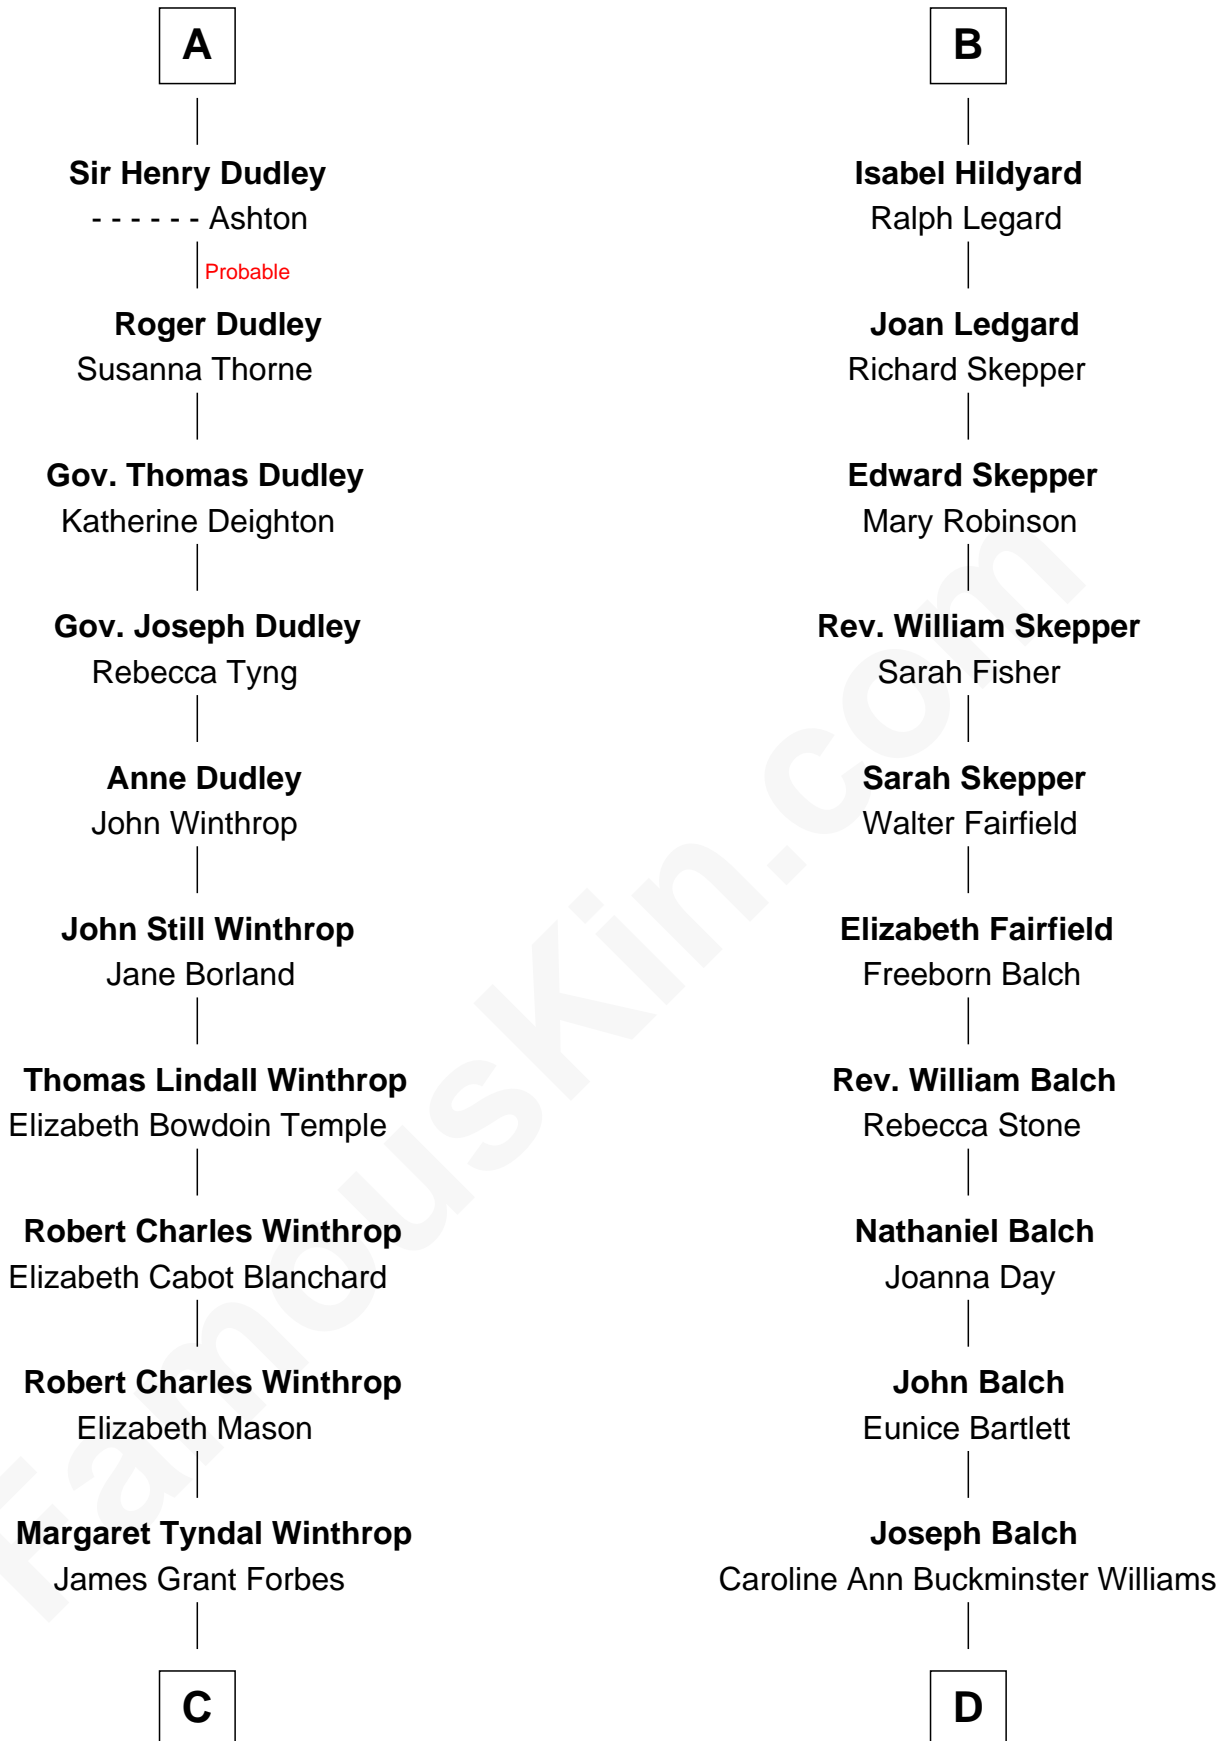 A
Sir Henry Dudley
- - - - - - Ashton
Probable
Roger Dudley
Susanna Thorne
Gov. Thomas Dudley
Katherine Deighton
Gov. Joseph Dudley
Rebecca Tyng
Anne Dudley
John Winthrop
John Still Winthrop
Jane Borland
Thomas Lindall Winthrop
Elizabeth Bowdoin Temple
Robert Charles Winthrop
Elizabeth Cabot Blanchard
Robert Charles Winthrop
Elizabeth Mason
Margaret Tyndal Winthrop
James Grant Forbes
C
B
Isabel Hildyard
Ralph Legard
Joan Ledgard
Richard Skepper
Edward Skepper
Mary Robinson
Rev. William Skepper
Sarah Fisher
Sarah Skepper
Walter Fairfield
Elizabeth Fairfield
Freeborn Balch
Rev. William Balch
Rebecca Stone
Nathaniel Balch
Joanna Day
John Balch
Eunice Bartlett
Joseph Balch
Caroline Ann Buckminster Williams
D
FamousKin.com